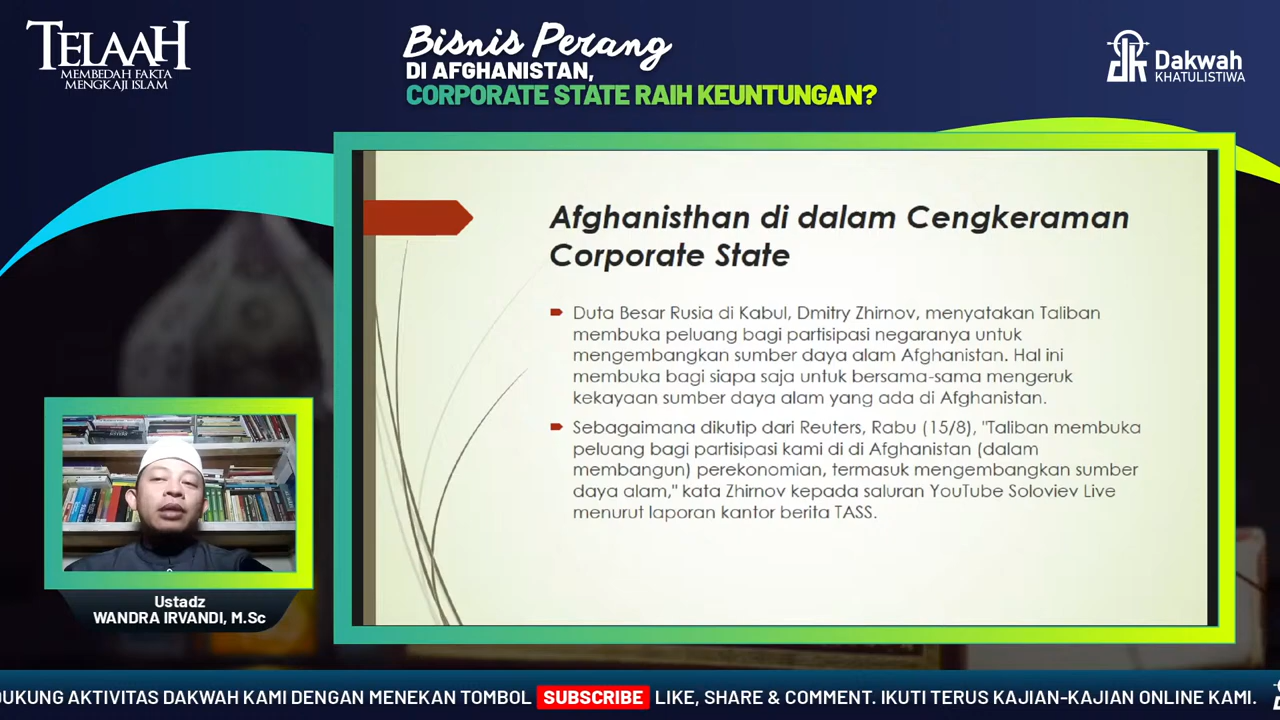 TELAAH
MEMBEDAH FAKTA
MENGKAJI ISLAM
Bisnis Perang
DI AFGHANISTAN,
CORPORATE STATE RAIH KEUNTUNGAN?
Dakwah
KHATULISTIWA
Afghanisthan di dalam Cengkeraman
Corporate State
Duta Besar Rusia di Kabul, Dmitry Zhirnov, menyatakan Taliban
membuka peluang bagi partisipasi negaranya untuk
mengembangkan sumber daya alam Afghanistan. Hal ini
membuka bagi siapa saja untuk bersama-sama mengeruk
kekayaan sumber daya alam yang ada di Afghanistan.
Sebagaimana dikutip dari Reuters, Rabu (15/8), "Taliban membuka
peluang bagi partisipasi kami di di Afghanistan (dalam
membangun) perekonomian, termasuk mengembangkan sumber
daya alam," kata Zhirnov kepada saluran YouTube Soloviev Live
menurut laporan kantor berita TASS.
Ustadz
WANDRA IRVANDI, M.Sc
DUKUNG AKTIVITAS DAKWAH KAMI DENGAN MENEKAN TOMBOL SUBSCRIBE LIKE, SHARE & COMMENT. IKUTI TERUS KAJIAN-KAJIAN ONLINE KAMI.